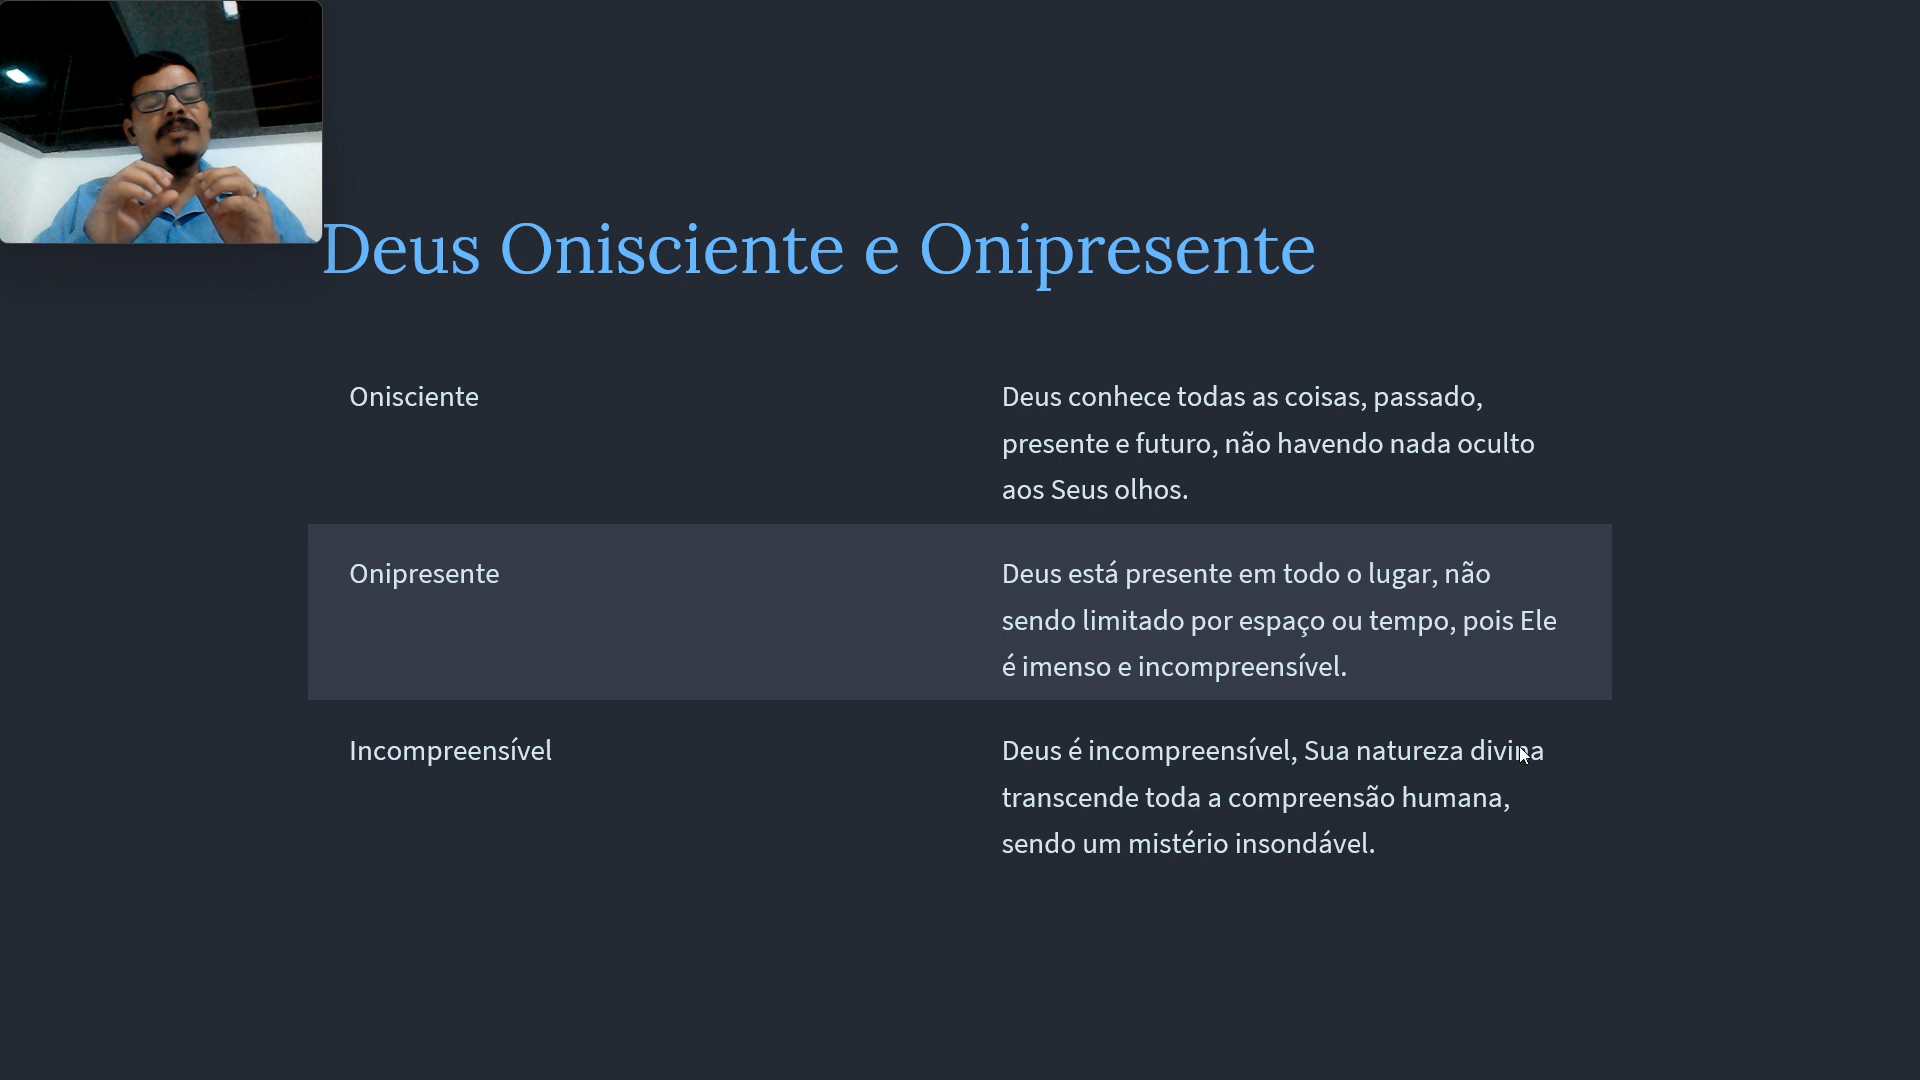 Deus Onisciente e Onipresente
Onisciente
Deus conhece todas as coisas, passado,
presente e futuro, não havendo nada oculto
aos Seus olhos.
Onipresente
Deus está presente em todo o lugar, não
sendo limitado por espaço ou tempo, pois Ele
é imenso e incompreensível.
Incompreensível
Deus é incompreensível, Sua natureza divina
transcende toda a compreensão humana,
sendo um mistério insondável.